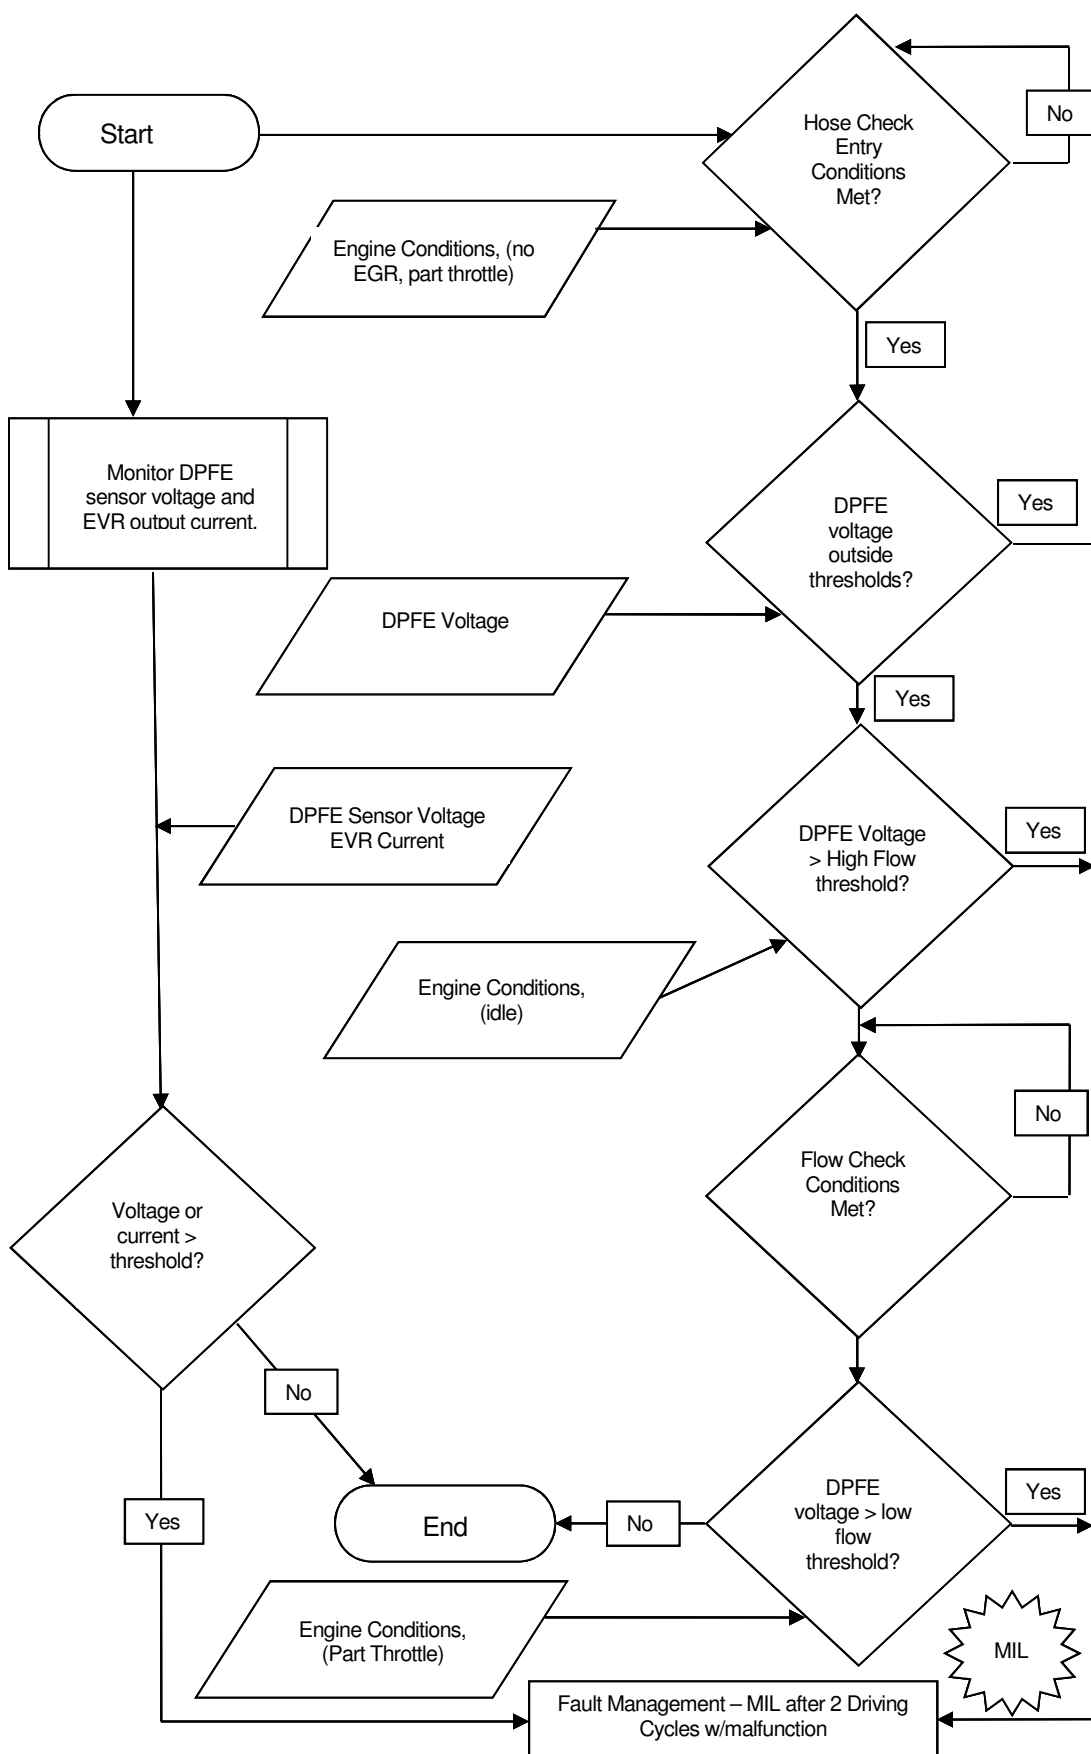 Start
Hose Check
Entry
Conditions
Met?
No
Engine Conditions, (no
EGR, part throttle)
Yes
Monitor DPFE
sensor voltage and
EVR output current.
DPFE
voltage
outside
thresholds?
Yes
DPFE Voltage
Yes
DPFE Sensor Voltage
EVR Current
DPFE Voltage
> High Flow
threshold?
Yes
Engine Conditions,
(idle)
No
Flow Check
Conditions
Met?
Voltage or
current >
threshold?
No
Yes
End
No
DPFE
voltage > low
flow
threshold?
Yes
Engine Conditions,
(Part Throttle)
MIL
Fault Management – MIL after 2 Driving
Cycles w/malfunction